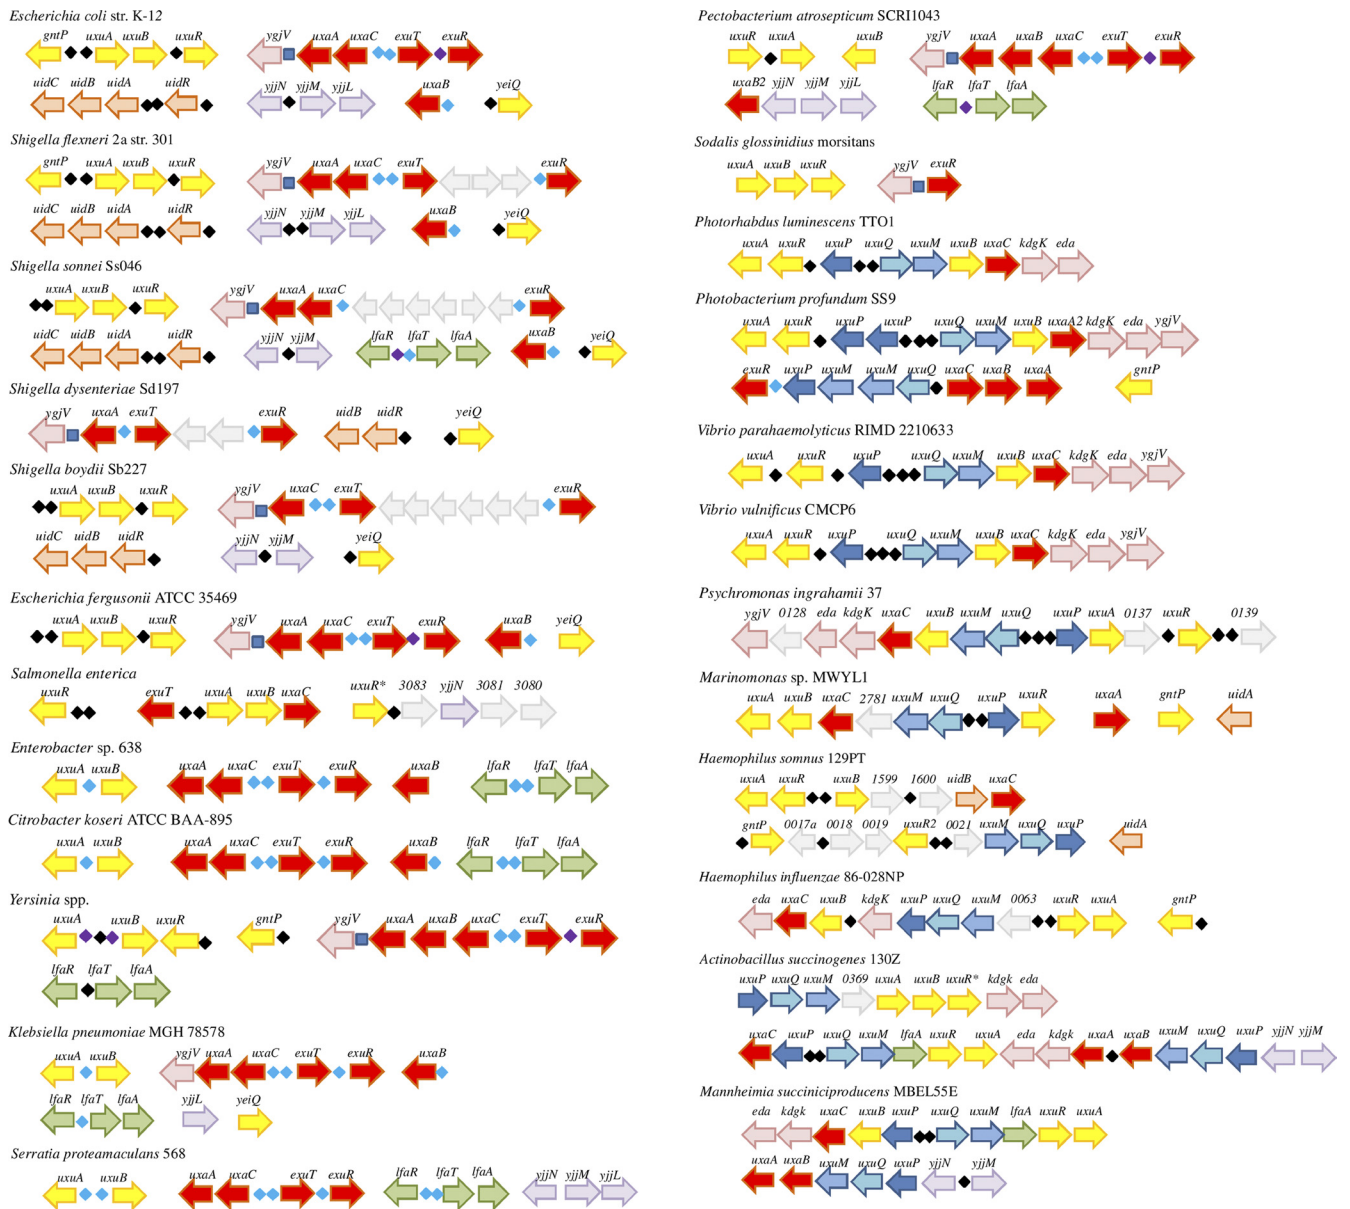 Escherichia coli str. K-12
gntP uxuA uxuB uxuR ygjV uxaA uxaC exuT exuR
uidC uidB uidA uidR yjjN yjjM yjjL uxaB yeiQ
Shigella flexneri 2a str. 301
gntP uxuA uxuB uxuR ygjV uxaA uxaC exuT exuR
uidC uidB uidA uidR yjjN yjjM yjjL uxaB yeiQ
Shigella sonnei Ss046
uxuA uxuB uxuR ygjV uxaA uxaC exuR
uidC uidB uidA uidR yjjN yjjM lfaR lfaT lfaA uxaB yeiQ
Shigella dysenteriae Sd197
ygjV uxaA exuT exuR uidB uidR yeiQ
Shigella boydii Sb227
uxuA uxuB uxuR ygjV uxaC exuT exuR
uidC uidB uidR yjjN yjjM yeiQ
Escherichia fergusonii ATCC 35469
uxuA uxuB uxuR ygjV uxaA uxaC exuT exuR uxaB yeiQ
Salmonella enterica
uxuR exuT uxuA uxuB uxaC uxuR* 3083 yjjN 3081 3080
Enterobacter sp. 638
uxuA uxuB uxaA uxaC exuT exuR uxaB lfaR lfaT lfaA
Citrobacter koseri ATCC BAA-895
uxuA uxuB uxaA uxaC exuT exuR uxaB lfaR lfaT lfaA
Yersinia spp.
uxuA uxuB uxuR gntP ygjV uxaA uxaB uxaC exuT exuR
lfaR lfaT lfaA
Klebsiella pneumoniae MGH 78578
uxuA uxuB ygjV uxaA uxaC exuT exuR uxaB
lfaR lfaT lfaA yjjL yeiQ
Serratia proteamaculans 568
uxuA uxuB uxaA uxaC exuT exuR lfaR lfaT lfaA yjjN yjjM yjjL
Pectobacterium atrosepticum SCRI1043
uxuR uxuA uxuB ygjV uxaA uxaB uxaC exuT exuR
uxaB2 yjjN yjjM yjjL lfaR lfaT lfaA
Sodalis glossinidius morsitans
uxuA uxuB uxuR ygjV exuR
Photorhabdus luminescens TTO1
uxuA uxuR uxuP uxuQ uxuM uxuB uxaC kdgK eda
Photobacterium profundum SS9
uxuA uxuR uxuP uxuP uxuQ uxuM uxuB uxaA2 kdgK eda ygjV
exuR uxuP uxuM uxuM uxuQ uxaC uxaB uxaA gntP
Vibrio parahaemolyticus RIMD 2210633
uxuA uxuR uxuP uxuQ uxuM uxuB uxaC kdgK eda ygjV
Vibrio vulnificus CMCP6
uxuA uxuR uxuP uxuQ uxuM uxuB uxaC kdgK eda ygjV
Psychromonas ingrahamii 37
ygjV 0128 eda kdgK uxaC uxuB uxuM uxuQ uxuP uxuA 0137 uxuR 0139
Marinomonas sp. MWYL1
uxuA uxuB uxaC 2781 uxuM uxuQ uxuP uxuR uxaA gntP uidA
Haemophilus somnus 129PT
uxuA uxuR uxuB 1599 1600 uidB uxaC
gntP 0017a 0018 0019 uxuR2 0021 uxuM uxuQ uxuP uidA
Haemophilus influenzae 86-028NP
eda uxaC uxuB kdgK uxuP uxuQ uxuM 0063 uxuR uxuA gntP
Actinobacillus succinogenes 130Z
uxuP uxuQ uxuM 0369 uxuA uxuB uxuR* kdgk eda
uxaC uxuP uxuQ uxuM lfaA uxuR uxuA eda kdgk uxaA uxaB uxuM uxuQ uxuP yjjN yjjM
Mannheimia succiniciproducens MBEL55E
eda kdgk uxaC uxuB uxuP uxuQ uxuM lfaA uxuR uxuA
uxaA uxaB uxuM uxuQ uxuP yjjN yjjM